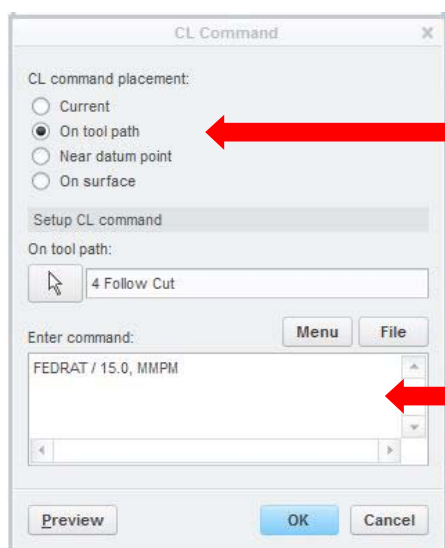 CL Command
CL command placement:
Current
On tool path
Near datum point
On surface
Setup CL command
On tool path:
4 Follow Cut
Enter command:
Menu
File
FEDRAT / 15.0, MMPM
Preview
OK
Cancel